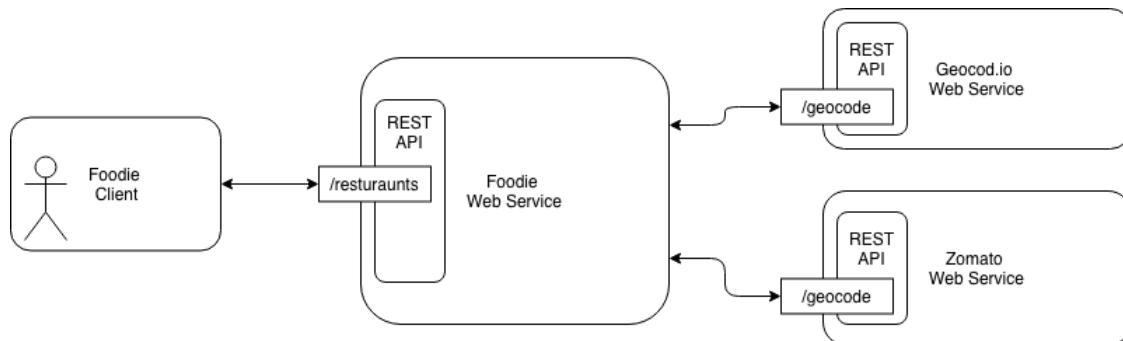 Foodie
Client
REST
API
/resturaunts
Foodie
Web Service
REST
API
/geocode
Geocod.io
Web Service
REST
API
/geocode
Zomato
Web Service